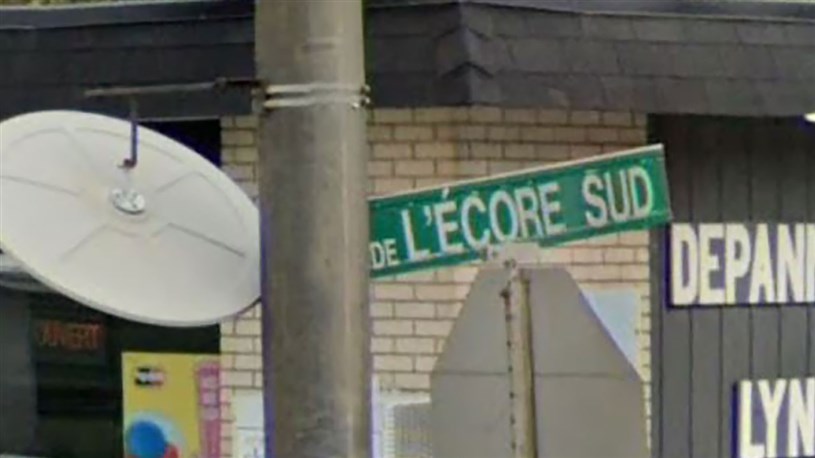 DE L'ÉCORE SUD
DEPANN
LYN
OUVERT